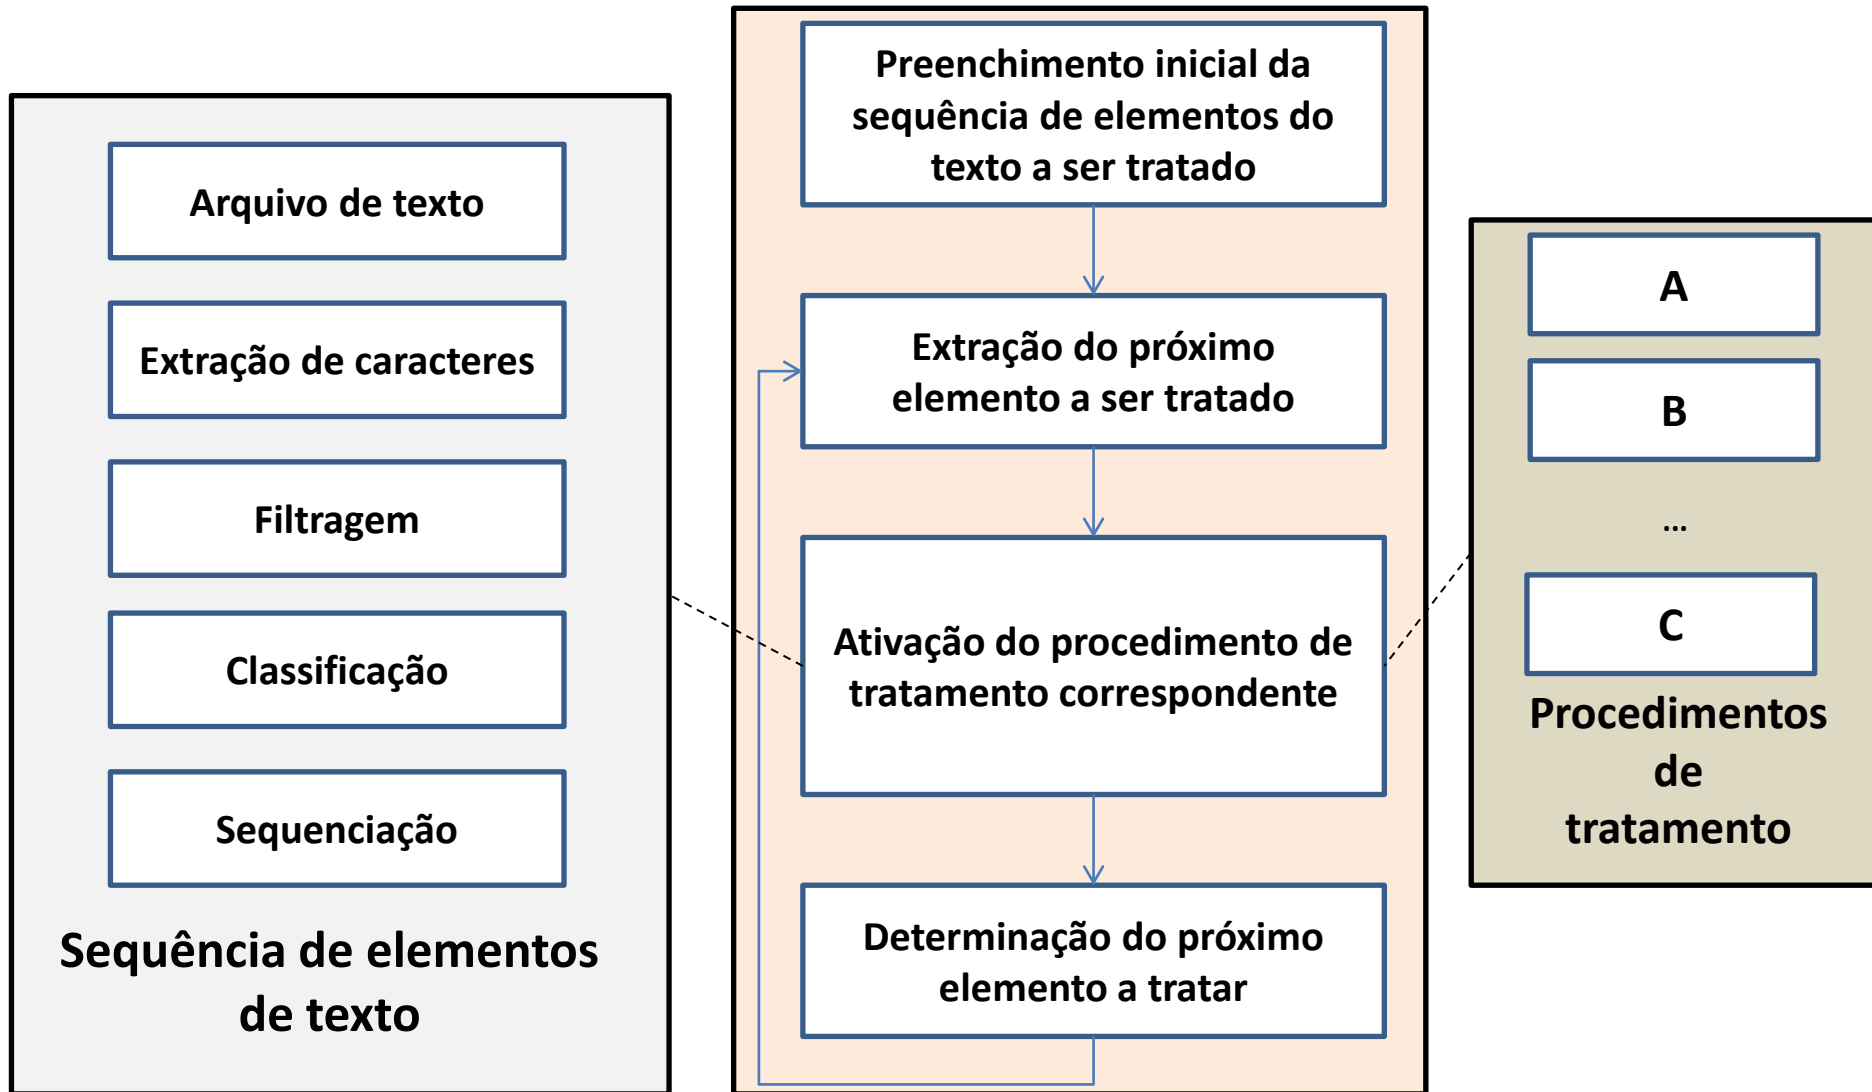 Arquivo de texto
Extração de caracteres
Filtragem
Classificação
Sequenciação
Sequência de elementos
de texto
Preenchimento inicial da
sequência de elementos do
texto a ser tratado
Extração do próximo
elemento a ser tratado
Ativação do procedimento de
tratamento correspondente
Determinação do próximo
elemento a tratar
A
B
...
C
Procedimentos
de
tratamento